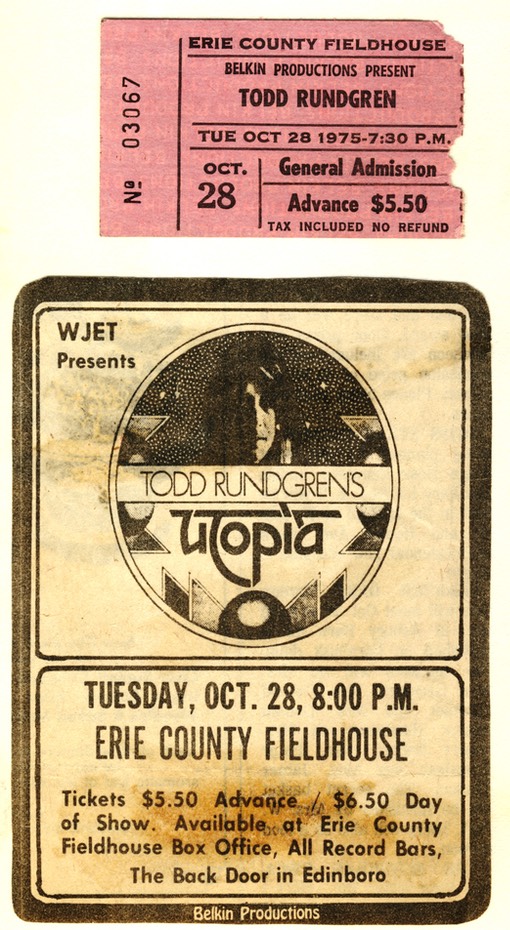 ERIE COUNTY FIELDHOUSE
BELKIN PRODUCTIONS PRESENT
TODD RUNDGREN
TUE OCT 28 1975-7:30 P.M.
OCT.
28
General Admission
Advance $5.50
TAX INCLUDED NO REFUND
Nº 03067
WJET
Presents
TODD RUNDGREN'S
utopia
TUESDAY, OCT. 28, 8:00 P.M.
ERIE COUNTY FIELDHOUSE
Tickets $5.50 Advance / $6.50 Day
of Show. Available at Erie County
Fieldhouse Box Office, All Record Bars,
The Back Door in Edinboro
Belkin Productions